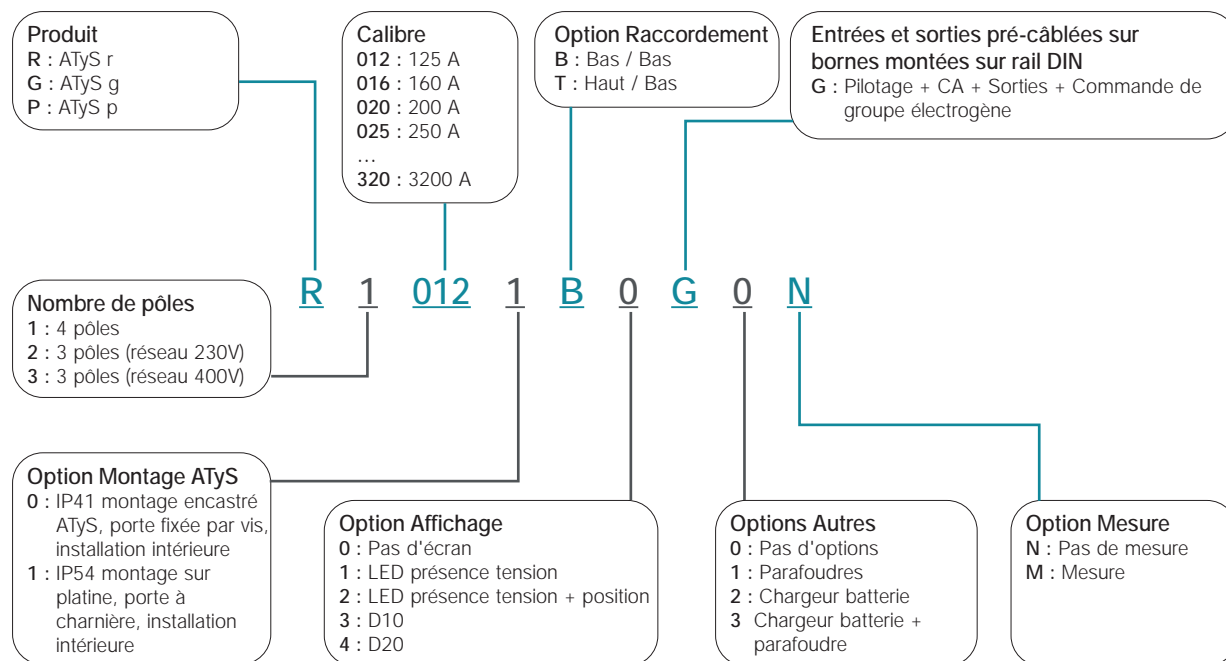 Produit
R : ATyS r
G : ATyS g
P : ATyS p
Calibre
012 : 125 A
016 : 160 A
020 : 200 A
025 : 250 A
...
320 : 3200 A
Option Raccordement
B : Bas / Bas
T : Haut / Bas
Entrées et sorties pré-câblées sur
bornes montées sur rail DIN
G : Pilotage + CA + Sorties + Commande de
groupe électrogène
R 1 012 1 B 0 G 0 N
Nombre de pôles
1 : 4 pôles
2 : 3 pôles (réseau 230V)
3 : 3 pôles (réseau 400V)
Option Montage ATyS
0 : IP41 montage encastré
ATyS, porte fixée par vis,
installation intérieure
1 : IP54 montage sur
platine, porte à
charnière, installation
intérieure
Option Affichage
0 : Pas d'écran
1 : LED présence tension
2 : LED présence tension + position
3 : D10
4 : D20
Options Autres
0 : Pas d'options
1 : Parafoudres
2 : Chargeur batterie
3 Chargeur batterie +
parafoudre
Option Mesure
N : Pas de mesure
M : Mesure